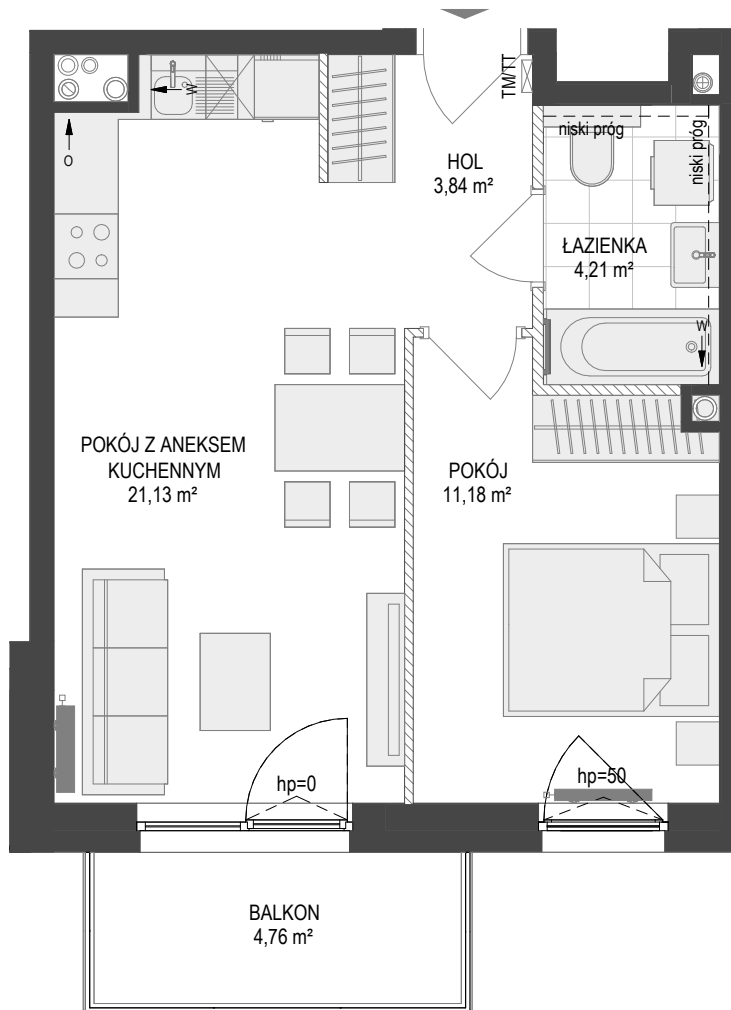 TM/TT
W
niski próg
niski próg
O
HOL
3,84 m²
ŁAZIENKA
4,21 m²
W
POKÓJ Z ANEKSEM
KUCHENNYM
21,13 m²
POKÓJ
11,18 m²
hp=0
hp=50
BALKON
4,76 m²